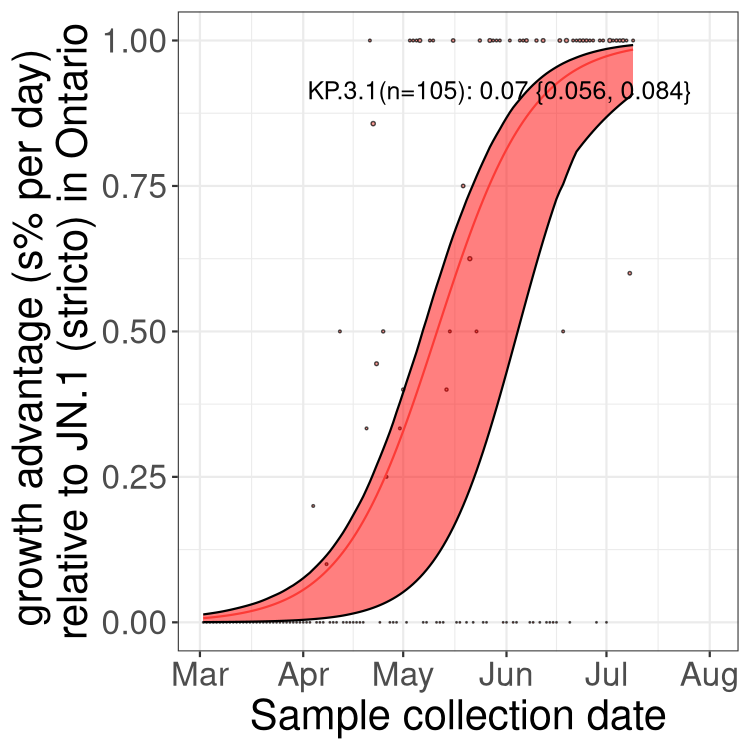 growth advantage (s% per day)
relative to JN.1 (stricto) in Ontario
1.00
0.75
0.50
0.25
0.00
KP.3.1(n=105): 0.07 {0.056, 0.084}
Mar Apr May Jun Jul Aug
Sample collection date